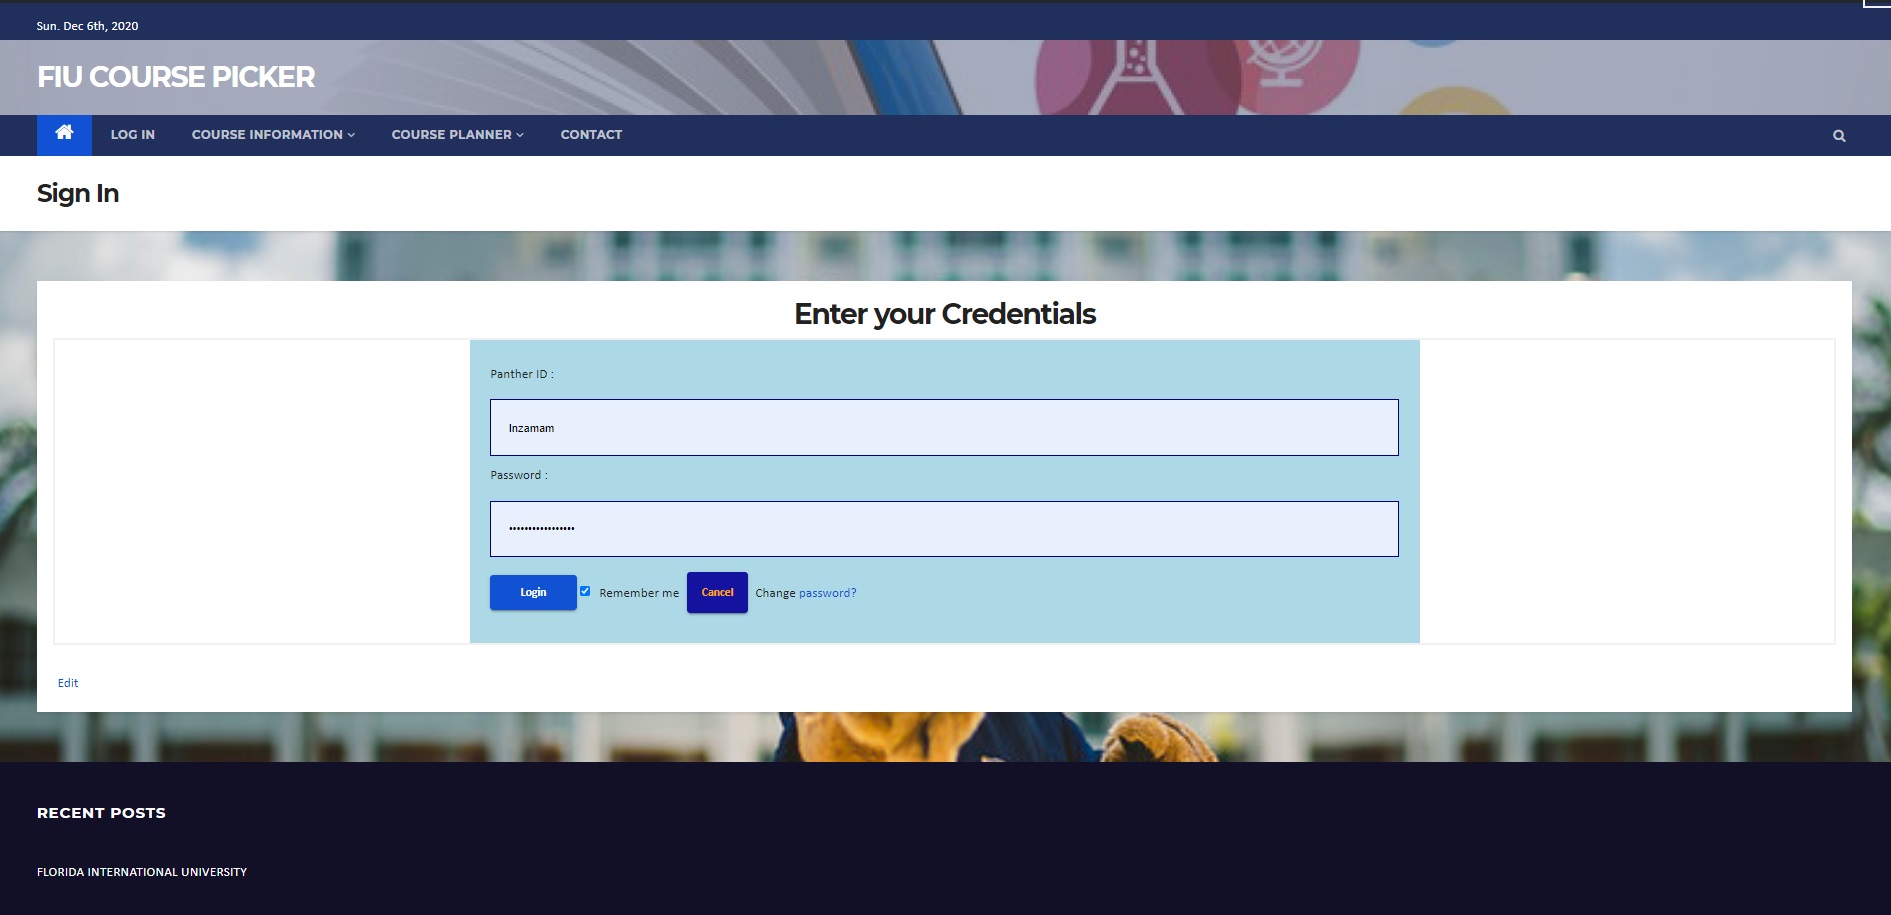 Sun. Dec 6th, 2020
FIU COURSE PICKER
LOG IN COURSE INFORMATION COURSE PLANNER CONTACT
Sign In
Enter your Credentials
Panther ID :
Inzamam
Password :
•••••••••••••••••
Login Remember me Cancel Change password?
Edit
RECENT POSTS
FLORIDA INTERNATIONAL UNIVERSITY